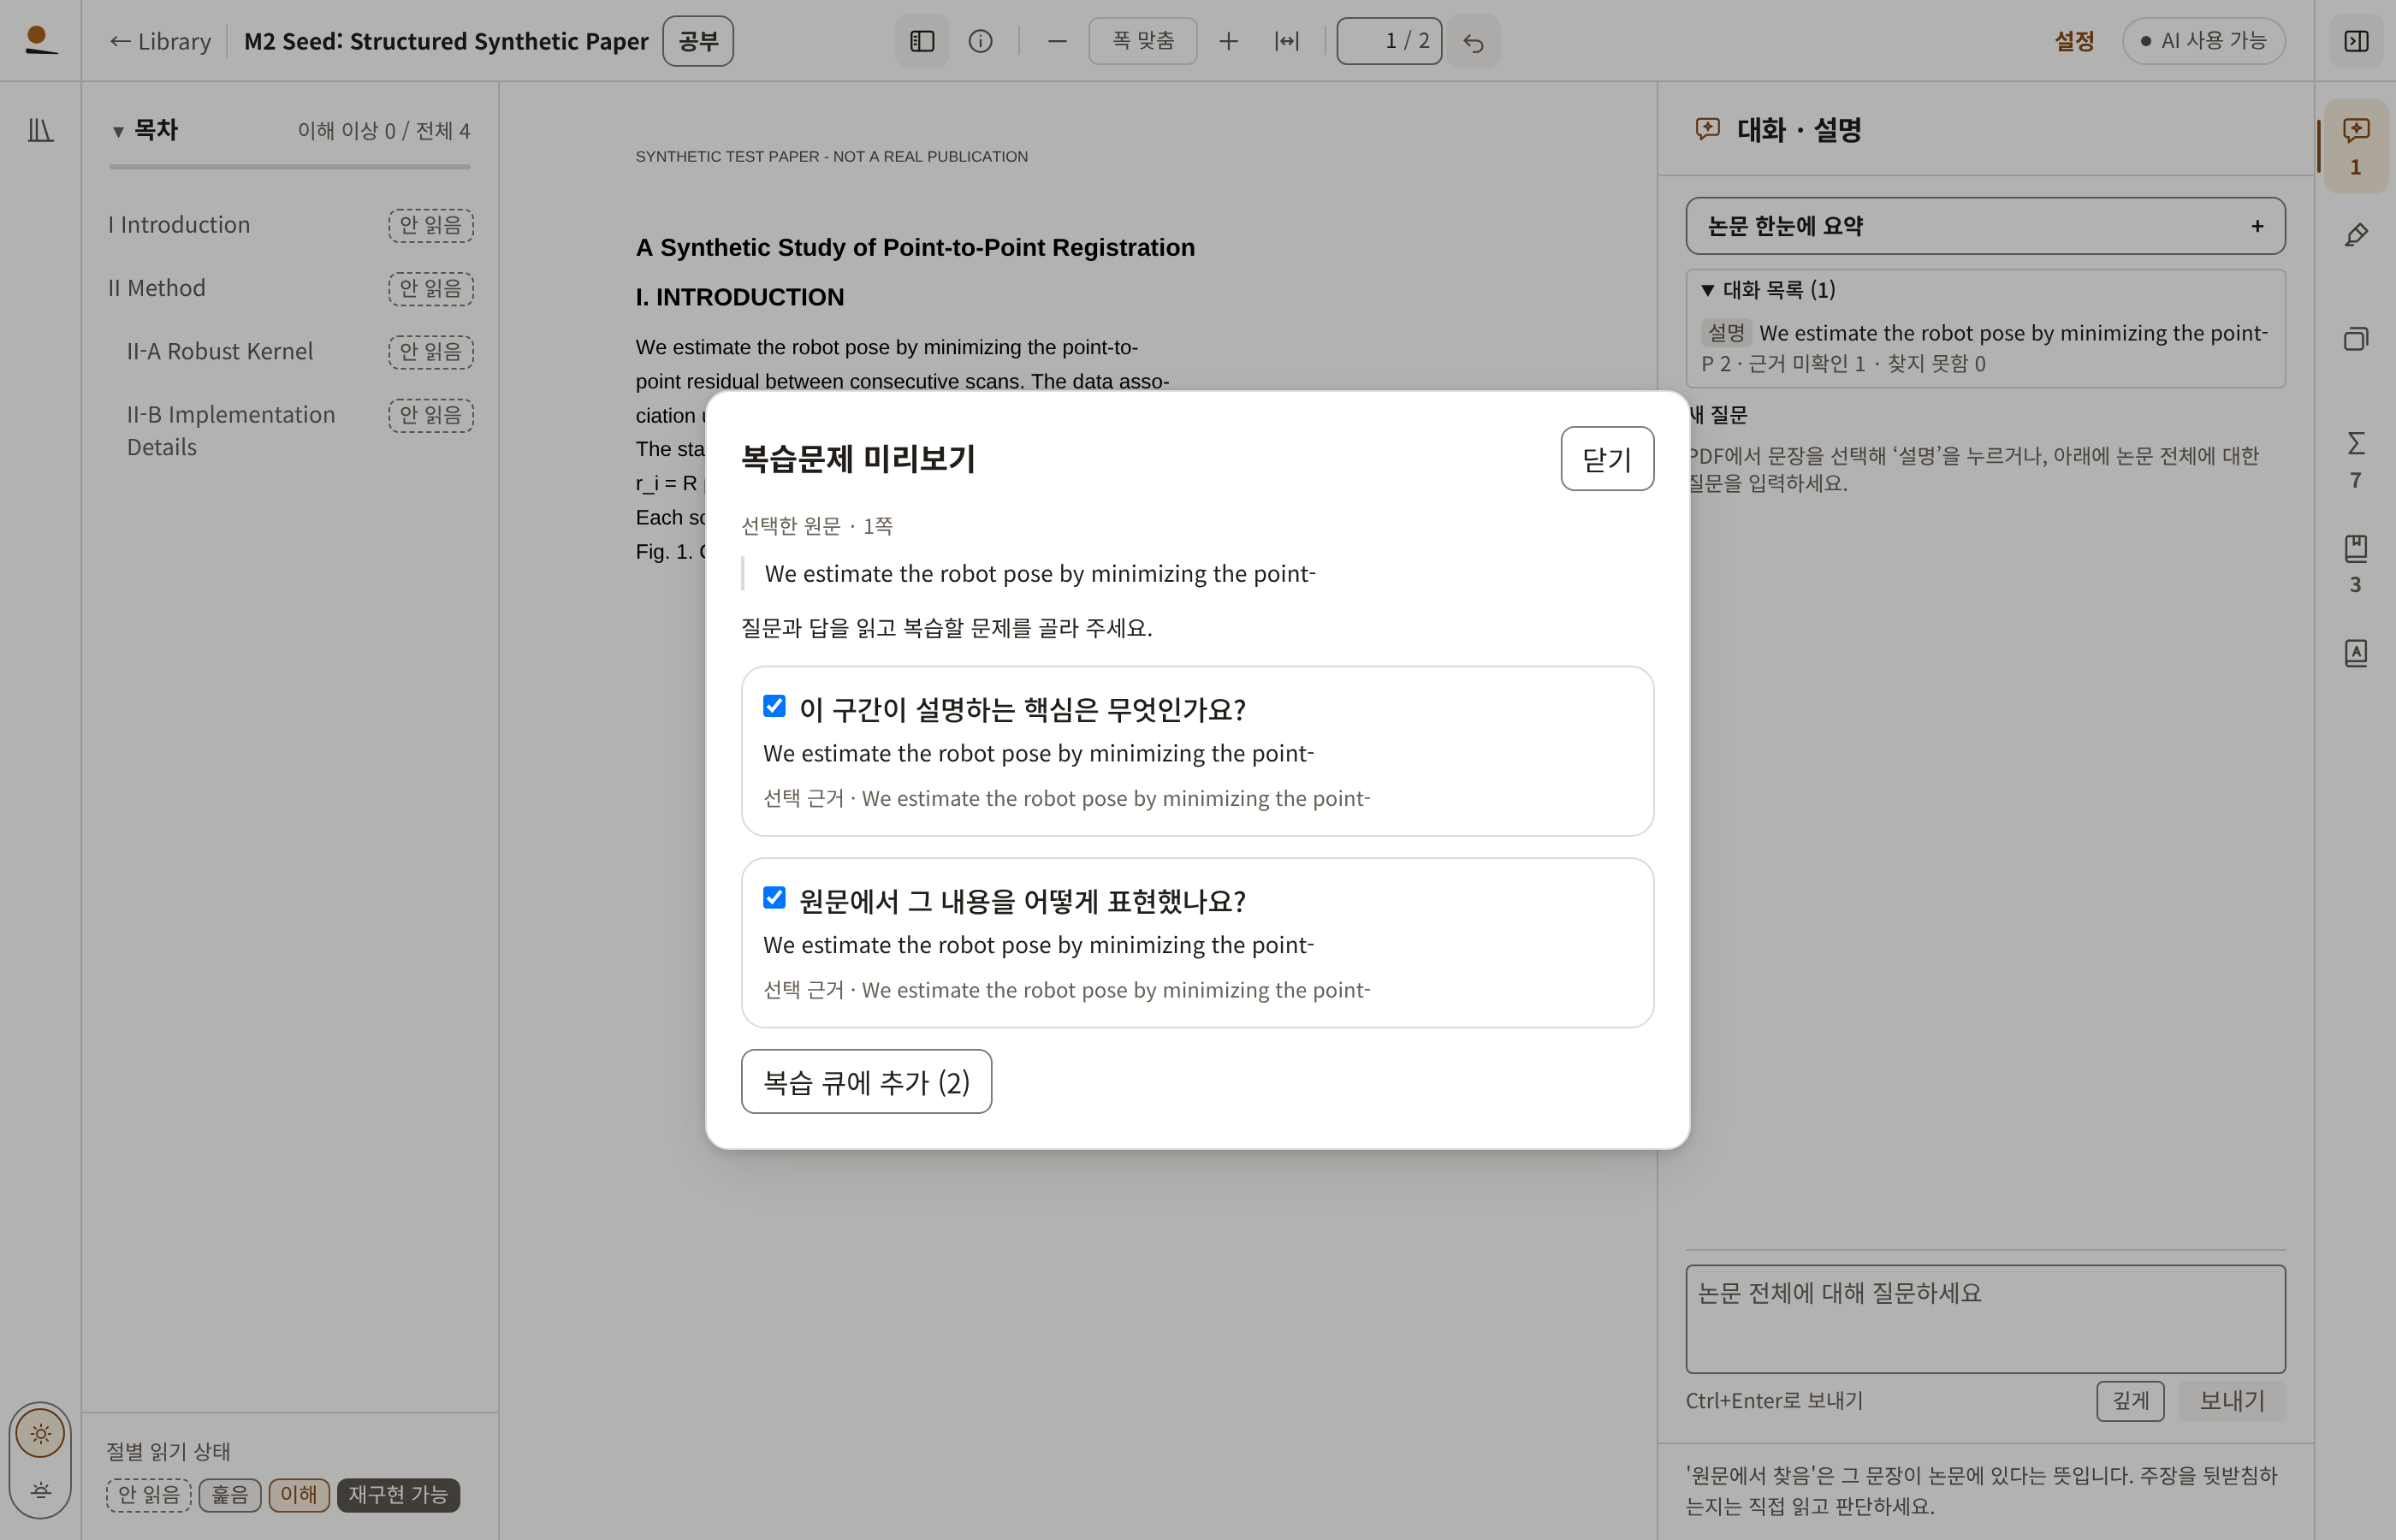 ← Library
M2 Seed: Structured Synthetic Paper
공부
폭 맞춤
1 / 2
설정
AI 사용 가능
▼ 목차
이해 이상 0 / 전체 4
I Introduction
안 읽음
II Method
안 읽음
II-A Robust Kernel
안 읽음
II-B Implementation
Details
안 읽음
절별 읽기 상태
안 읽음
훑음
이해
재구현 가능
SYNTHETIC TEST PAPER - NOT A REAL PUBLICATION
A Synthetic Study of Point-to-Point Registration
I. INTRODUCTION
We estimate the robot pose by minimizing the point-to-
point residual between consecutive scans. The data asso-
ciation
The sta
r_i = R
Each sc
Fig. 1.
복습문제 미리보기
닫기
선택한 원문 · 1쪽
We estimate the robot pose by minimizing the point-
질문과 답을 읽고 복습할 문제를 골라 주세요.
이 구간이 설명하는 핵심은 무엇인가요?
We estimate the robot pose by minimizing the point-
선택 근거 · We estimate the robot pose by minimizing the point-
원문에서 그 내용을 어떻게 표현했나요?
We estimate the robot pose by minimizing the point-
선택 근거 · We estimate the robot pose by minimizing the point-
복습 큐에 추가 (2)
대화 · 설명
논문 한눈에 요약
+
▼ 대화 목록 (1)
설명 We estimate the robot pose by minimizing the point-
P 2 · 근거 미확인 1 · 찾지 못함 0
새 질문
PDF에서 문장을 선택해 ‘설명’을 누르거나, 아래에 논문 전체에 대한
질문을 입력하세요.
논문 전체에 대해 질문하세요
Ctrl+Enter로 보내기
깊게
보내기
'원문에서 찾음'은 그 문장이 논문에 있다는 뜻입니다. 주장을 뒷받침하
는지는 직접 읽고 판단하세요.
1
Σ
7
3
A